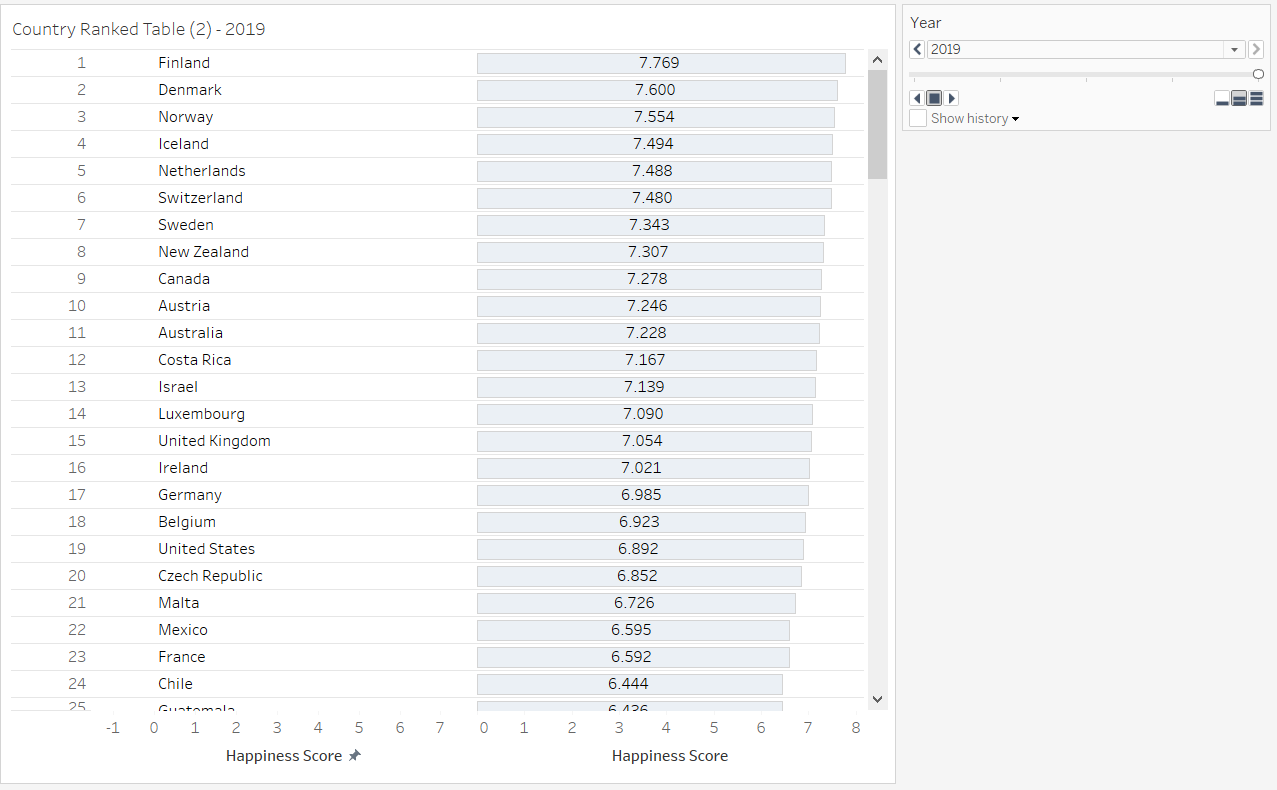 Country Ranked Table (2) - 2019
1 Finland 7.769
2 Denmark 7.600
3 Norway 7.554
4 Iceland 7.494
5 Netherlands 7.488
6 Switzerland 7.480
7 Sweden 7.343
8 New Zealand 7.307
9 Canada 7.278
10 Austria 7.246
11 Australia 7.228
12 Costa Rica 7.167
13 Israel 7.139
14 Luxembourg 7.090
15 United Kingdom 7.054
16 Ireland 7.021
17 Germany 6.985
18 Belgium 6.923
19 United States 6.892
20 Czech Republic 6.852
21 Malta 6.726
22 Mexico 6.595
23 France 6.592
24 Chile 6.444
25 Guatemala 6.436
-1 0 1 2 3 4 5 6 7 0 1 2 3 4 5 6 7 8
Happiness Score Happiness Score
Year
2019
Show history